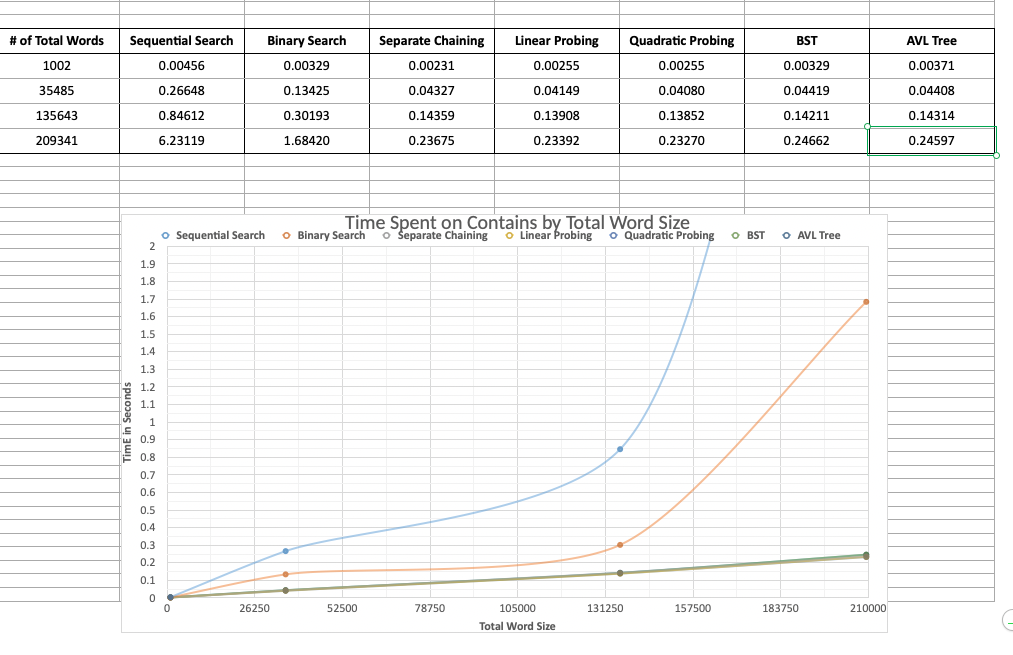 # of Total Words Sequential Search Binary Search Separate Chaining Linear Probing Quadratic Probing BST AVL Tree
1002 0.00456 0.00329 0.00231 0.00255 0.00255 0.00329 0.00371
35485 0.26648 0.13425 0.04327 0.04149 0.04080 0.04419 0.04408
135643 0.84612 0.30193 0.14359 0.13908 0.13852 0.14211 0.14314
209341 6.23119 1.68420 0.23675 0.23392 0.23270 0.24662 0.24597
Time Spent on Contains by Total Word Size
Sequential Search Binary Search Separate Chaining Linear Probing Quadratic Probing BST AVL Tree
2
1.9
1.8
1.7
1.6
1.5
1.4
1.3
1.2
1.1
1
0.9
0.8
0.7
0.6
0.5
0.4
0.3
0.2
0.1
0
TimE in Seconds
0 26250 52500 78750 105000 131250 157500 183750 210000
Total Word Size